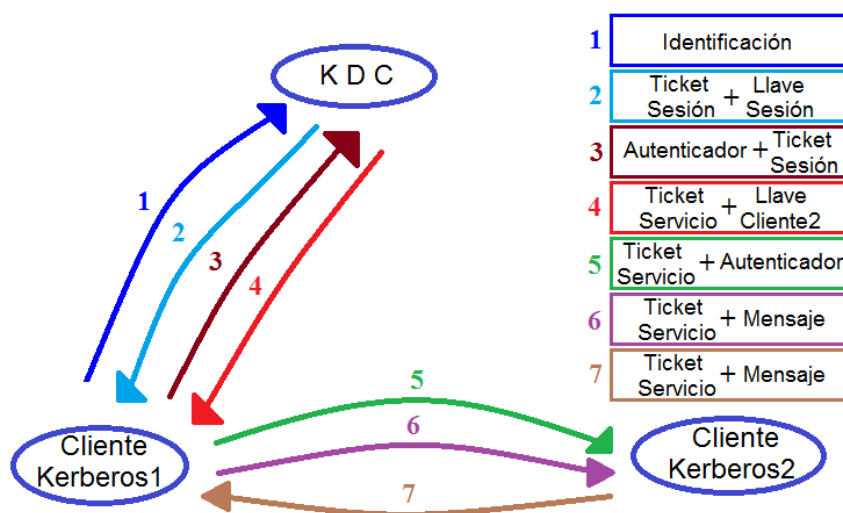 K D C
1
2
3
4
Cliente
Kerberos1
5
6
7
Cliente
Kerberos2
1 Identificación
2 Ticket Sesión + Llave Sesión
3 Autenticador + Ticket Sesión
4 Ticket Servicio + Llave Cliente2
5 Ticket Servicio + Autenticador
6 Ticket Servicio + Mensaje
7 Ticket Servicio + Mensaje